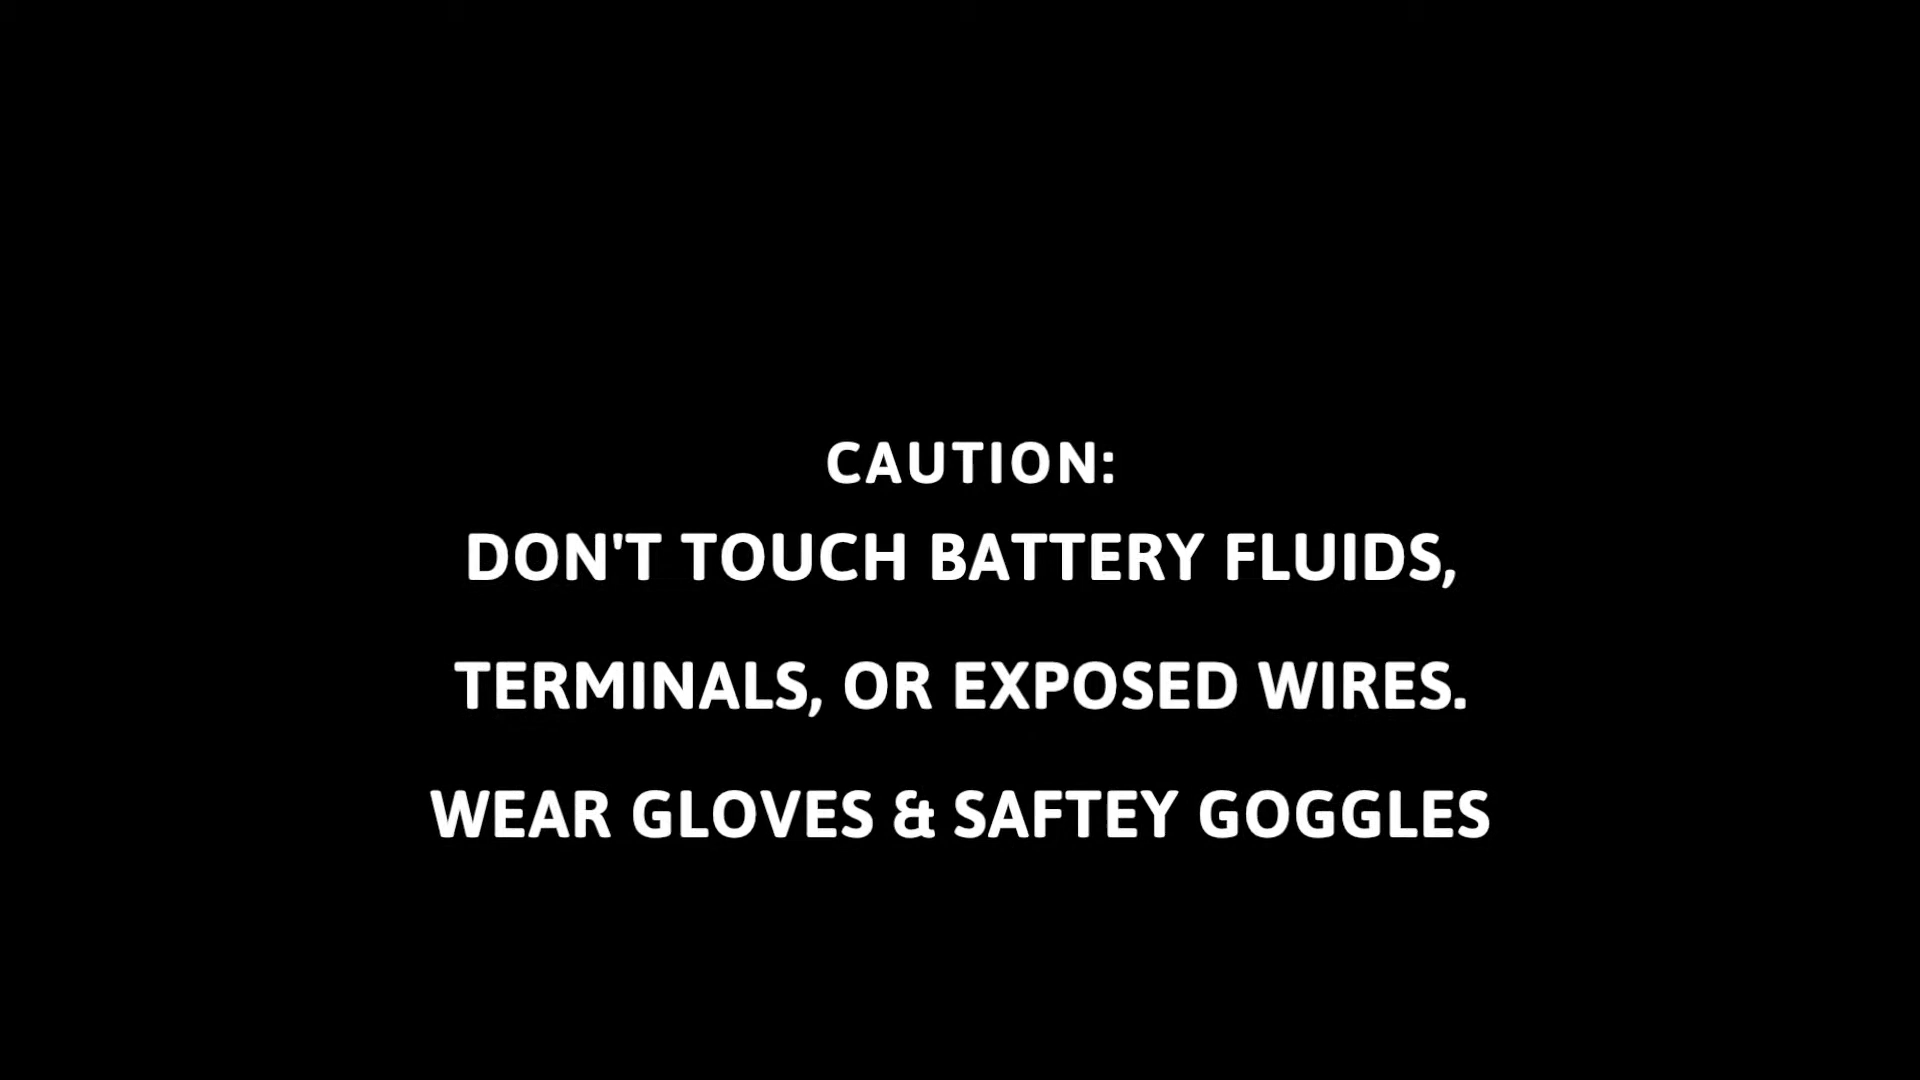 CAUTION:
DON'T TOUCH BATTERY FLUIDS,
TERMINALS, OR EXPOSED WIRES.
WEAR GLOVES & SAFTEY GOGGLES